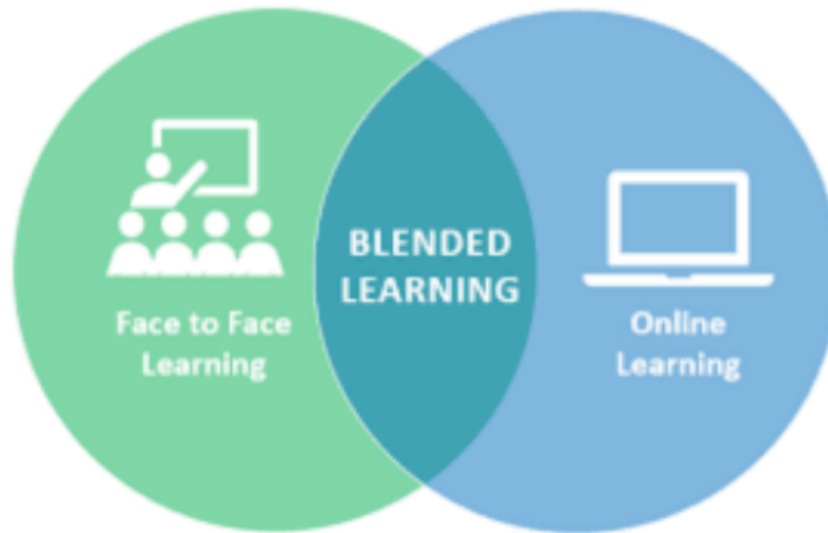 Face to Face
Learning
BLENDED
LEARNING
Online
Learning